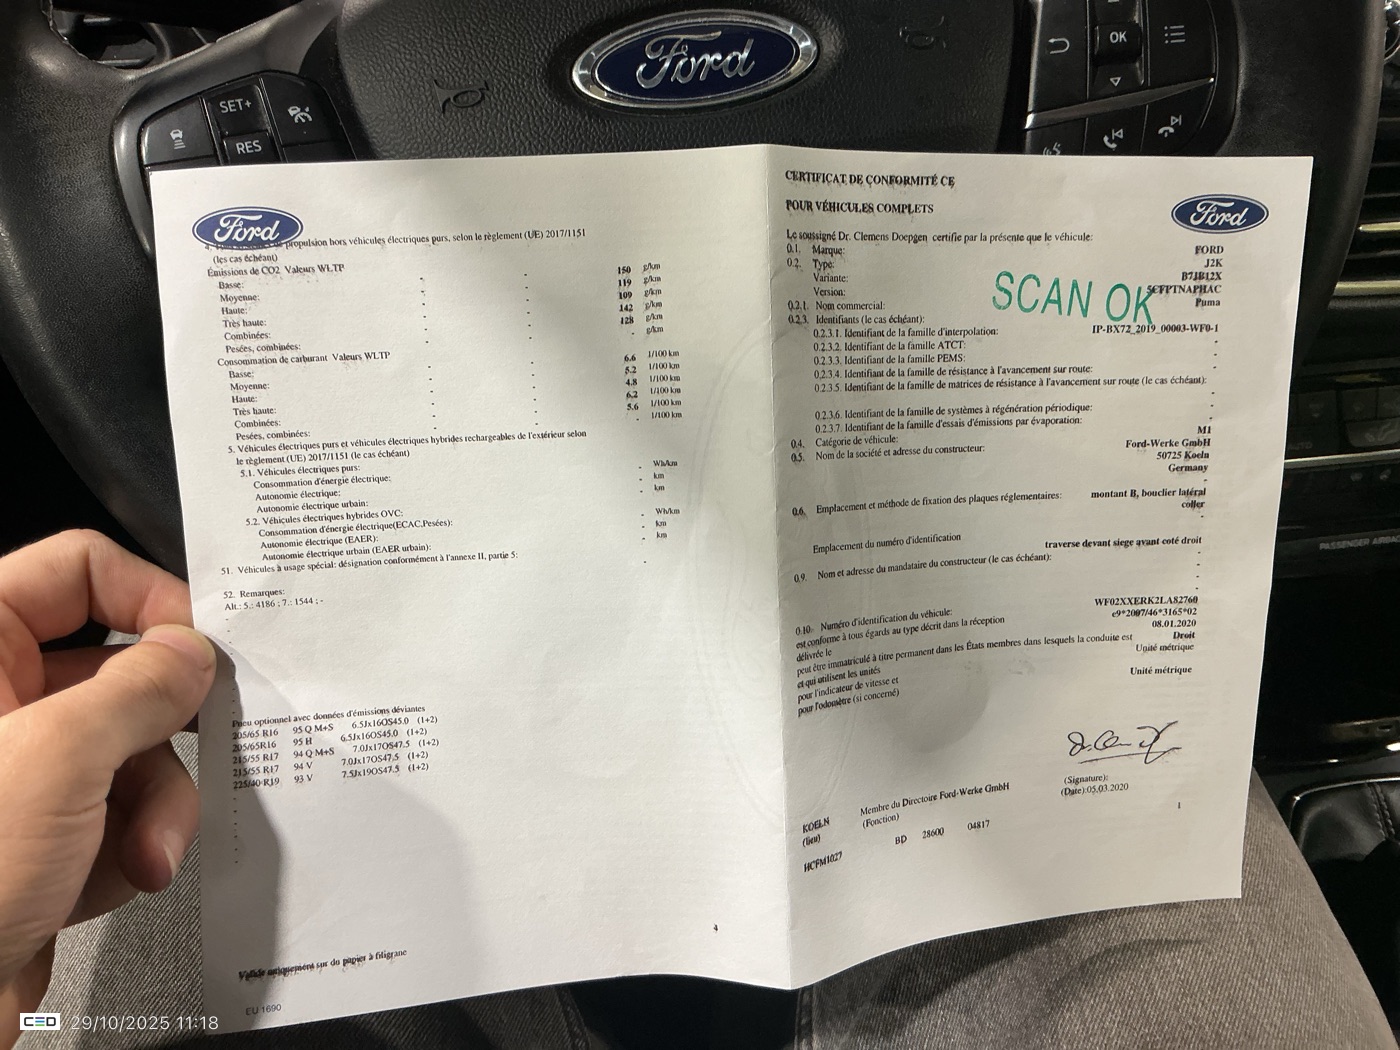 Ford
SET+
RES
OK
Ford
propulsion hors véhicules électriques purs, selon le règlement (UE) 2017/1151
(les cas échéant)
Émissions de CO2 Valeurs WLTP
Basse: - - 150 g/km
Moyenne: - - 119 g/km
Haute: - - 109 g/km
Très haute: - - 142 g/km
Combinées: - - 128 g/km
Pesées, combinées: - g/km
Consommation de carburant Valeurs WLTP
Basse: - - 6.6 l/100 km
Moyenne: - - 5.2 l/100 km
Haute: - - 4.8 l/100 km
Très haute: - - 6.2 l/100 km
Combinées: - - 5.6 l/100 km
Pesées, combinées: - l/100 km
5. Véhicules électriques purs et véhicules électriques hybrides rechargeables de l'extérieur selon
le règlement (UE) 2017/1151 (le cas échéant)
5.1. Véhicules électriques purs:
Consommation d'énergie électrique: - Wh/km
Autonomie électrique: - km
Autonomie électrique urbain: - km
5.2. Véhicules électriques hybrides OVC:
Consommation d'énergie électrique(ECAC,Pesées): - Wh/km
Autonomie électrique (EAER): - km
Autonomie électrique urbain (EAER urbain): - km
51. Véhicules à usage spécial: désignation conformément à l'annexe II, partie 5: -
52. Remarques:
Alt.: 5.: 4186 ; 7.: 1544 ; -
Pneu optionnel avec données d'émissions déviantes
205/65 R16 95 Q M+S 6.5Jx16OS45.0 (1+2)
205/65R16 95 H 6.5Jx16OS45.0 (1+2)
215/55 R17 94 Q M+S 7.0Jx17OS47.5 (1+2)
215/55 R17 94 V 7.0Jx17OS47.5 (1+2)
225/40 R19 93 V 7.5Jx19OS47.5 (1+2)
4
Valide uniquement sur du papier à filigrane
EU 1690
CERTIFICAT DE CONFORMITÉ CE
POUR VÉHICULES COMPLETS
Ford
Le soussigné Dr. Clemens Doepgen certifie par la présente que le véhicule:
0.1. Marque: FORD
0.2. Type: J2K
Variante: B7JB12X
Version: 5CFPTNAPHAC
0.2.1. Nom commercial: Puma
SCAN OK
0.2.3. Identifiants (le cas échéant):
0.2.3.1. Identifiant de la famille d'interpolation: IP-BX72_2019_00003-WF0-1
0.2.3.2. Identifiant de la famille ATCT: -
0.2.3.3. Identifiant de la famille PEMS: -
0.2.3.4. Identifiant de la famille de résistance à l'avancement sur route: -
0.2.3.5. Identifiant de la famille de matrices de résistance à l'avancement sur route (le cas échéant): -
0.2.3.6. Identifiant de la famille de systèmes à régénération périodique: -
0.2.3.7. Identifiant de la famille d'essais d'émissions par évaporation: -
0.4. Catégorie de véhicule: M1
0.5. Nom de la société et adresse du constructeur: Ford-Werke GmbH
50725 Koeln
Germany
0.6. Emplacement et méthode de fixation des plaques réglementaires: montant B, bouclier latéral
coller
Emplacement du numéro d'identification traverse devant siege avant coté droit
0.9. Nom et adresse du mandataire du constructeur (le cas échéant): -
0.10. Numéro d'identification du véhicule: WF02XXERK2LA82760
est conforme à tous égards au type décrit dans la réception e9*2007/46*3165*02
délivrée le 08.01.2020
peut être immatriculé à titre permanent dans les États membres dans lesquels la conduite est Droit
et qui utilisent les unités Unité métrique
pour l'indicateur de vitesse et
pour l'odomètre (si concerné) Unité métrique
(Signature):
(Date):05.03.2020
KOELN Membre du Directoire Ford-Werke GmbH
(lieu) (Fonction)
1
HCFM1027 BD 28600 04817
PASSENGER AIRBAG
CED 29/10/2025 11:18